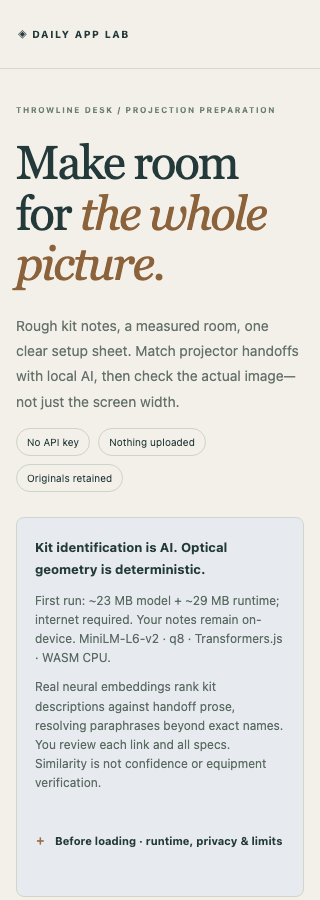 ◈ DAILY APP LAB
THROWLINE DESK / PROJECTION PREPARATION
Make room
for the whole
picture.
Rough kit notes, a measured room, one
clear setup sheet. Match projector handoffs
with local AI, then check the actual image—
not just the screen width.
No API key
Nothing uploaded
Originals retained
Kit identification is AI. Optical
geometry is deterministic.
First run: ~23 MB model + ~29 MB runtime;
internet required. Your notes remain on-
device. MiniLM-L6-v2 · q8 · Transformers.js
· WASM CPU.
Real neural embeddings rank kit
descriptions against handoff prose,
resolving paraphrases beyond exact names.
You review each link and all specs.
Similarity is not confidence or equipment
verification.
+ Before loading · runtime, privacy & limits